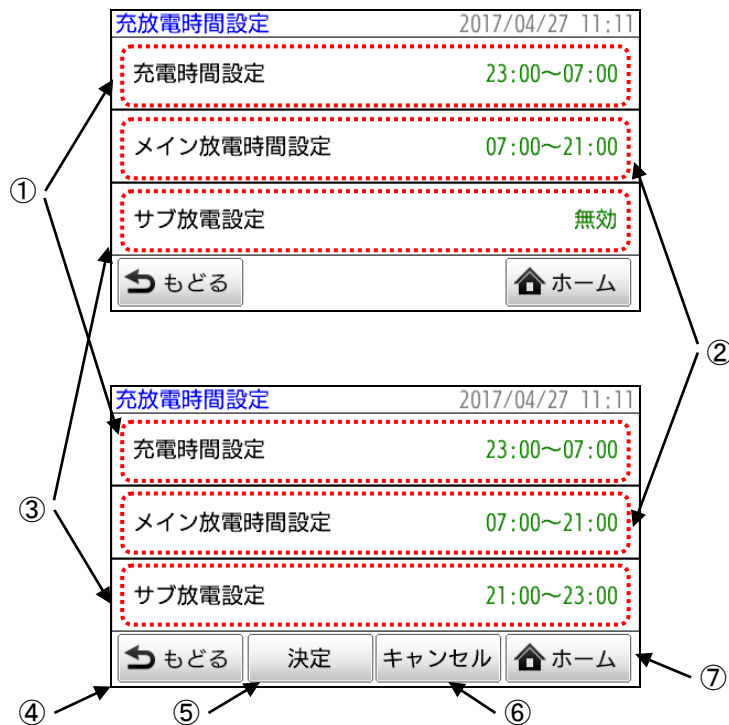 充放電時間設定 2017/04/27 11:11
充電時間設定 23:00～07:00
メイン放電時間設定 07:00～21:00
①
サブ放電設定 無効
もどる ホーム
②
充放電時間設定 2017/04/27 11:11
充電時間設定 23:00～07:00
③
メイン放電時間設定 07:00～21:00
サブ放電設定 21:00～23:00
もどる 決定 キャンセル ホーム
⑦
④ ⑤ ⑥